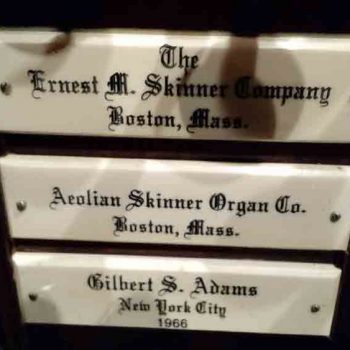 The
Ernest M. Skinner Company
Boston, Mass.
Aeolian Skinner Organ Co.
Boston, Mass.
Gilbert S. Adams
New York City
1966